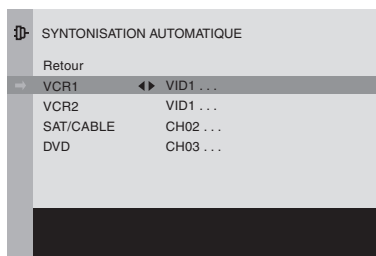 SYNTONISATION AUTOMATIQUE
Retour
VCR1 VID1 . . .
VCR2 VID1 . . .
SAT/CABLE CH02 . . .
DVD CH03 . . .